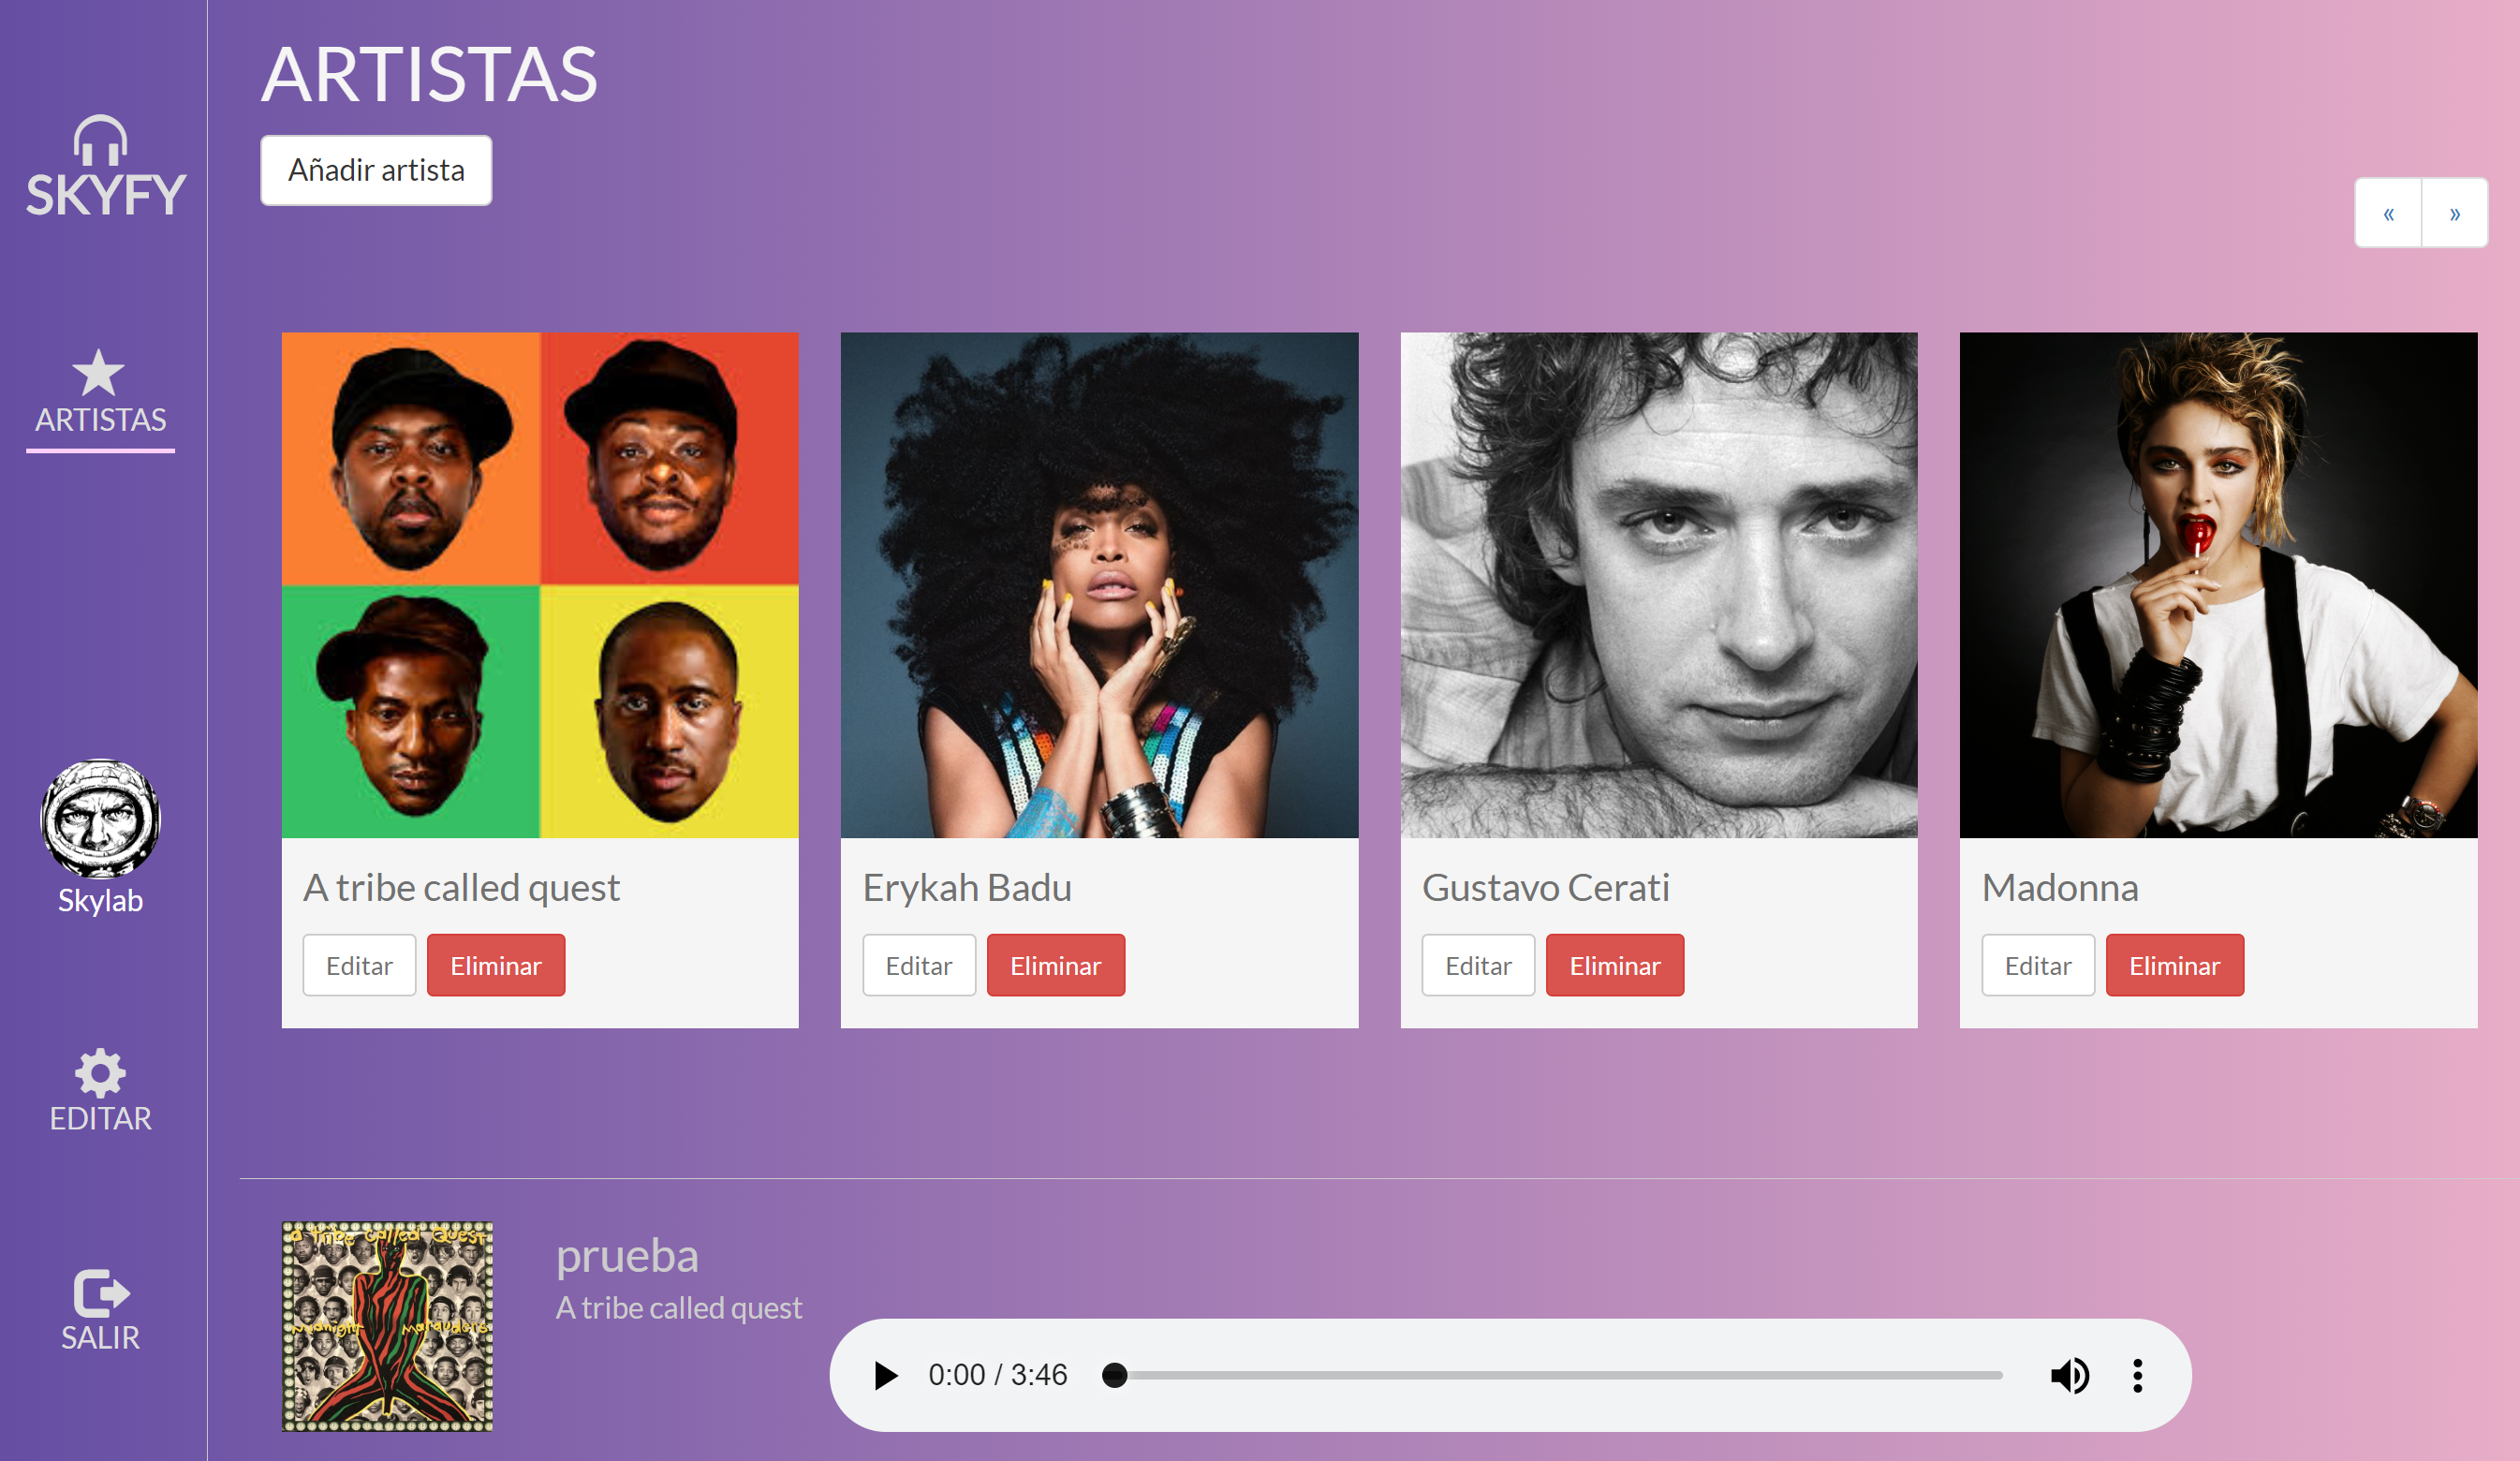 SKYFY
ARTISTAS
Skylab
EDITAR
SALIR
ARTISTAS
Añadir artista
« »
A tribe called quest
Editar Eliminar
Erykah Badu
Editar Eliminar
Gustavo Cerati
Editar Eliminar
Madonna
Editar Eliminar
a tribe called Quest
Midnight Marauders
prueba
A tribe called quest
0:00 / 3:46